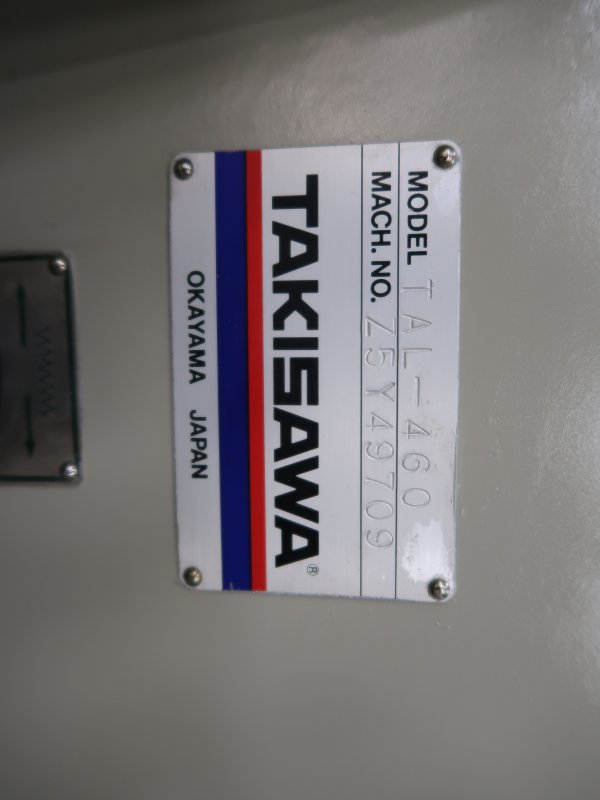 MODEL TAL-460
MACH. NO. Z5Y49709
TAKISAWA®
OKAYAMA JAPAN